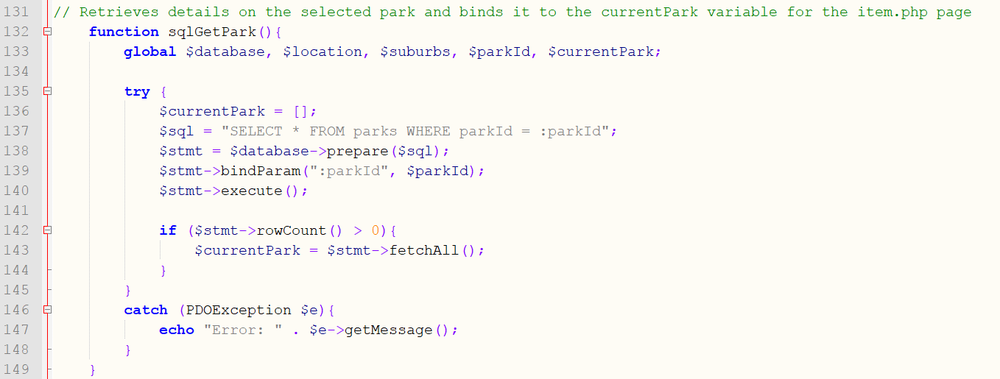 131 // Retrieves details on the selected park and binds it to the currentPark variable for the item.php page
132     function sqlGetPark(){
133         global $database, $location, $suburbs, $parkId, $currentPark;
134
135         try {
136             $currentPark = [];
137             $sql = "SELECT * FROM parks WHERE parkId = :parkId";
138             $stmt = $database->prepare($sql);
139             $stmt->bindParam(":parkId", $parkId);
140             $stmt->execute();
141
142             if ($stmt->rowCount() > 0){
143                 $currentPark = $stmt->fetchAll();
144             }
145         }
146         catch (PDOException $e){
147             echo "Error: " . $e->getMessage();
148         }
149     }